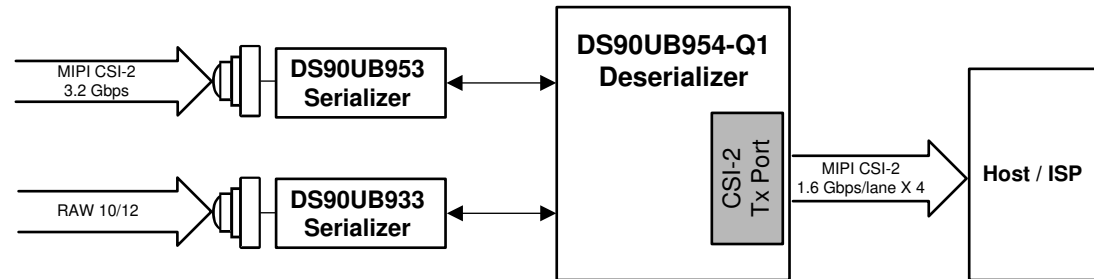 MIPI CSI-2
3.2 Gbps
DS90UB953
Serializer
RAW 10/12
DS90UB933
Serializer
DS90UB954-Q1
Deserializer
CSI-2
Tx Port
MIPI CSI-2
1.6 Gbps/lane X 4
Host / ISP